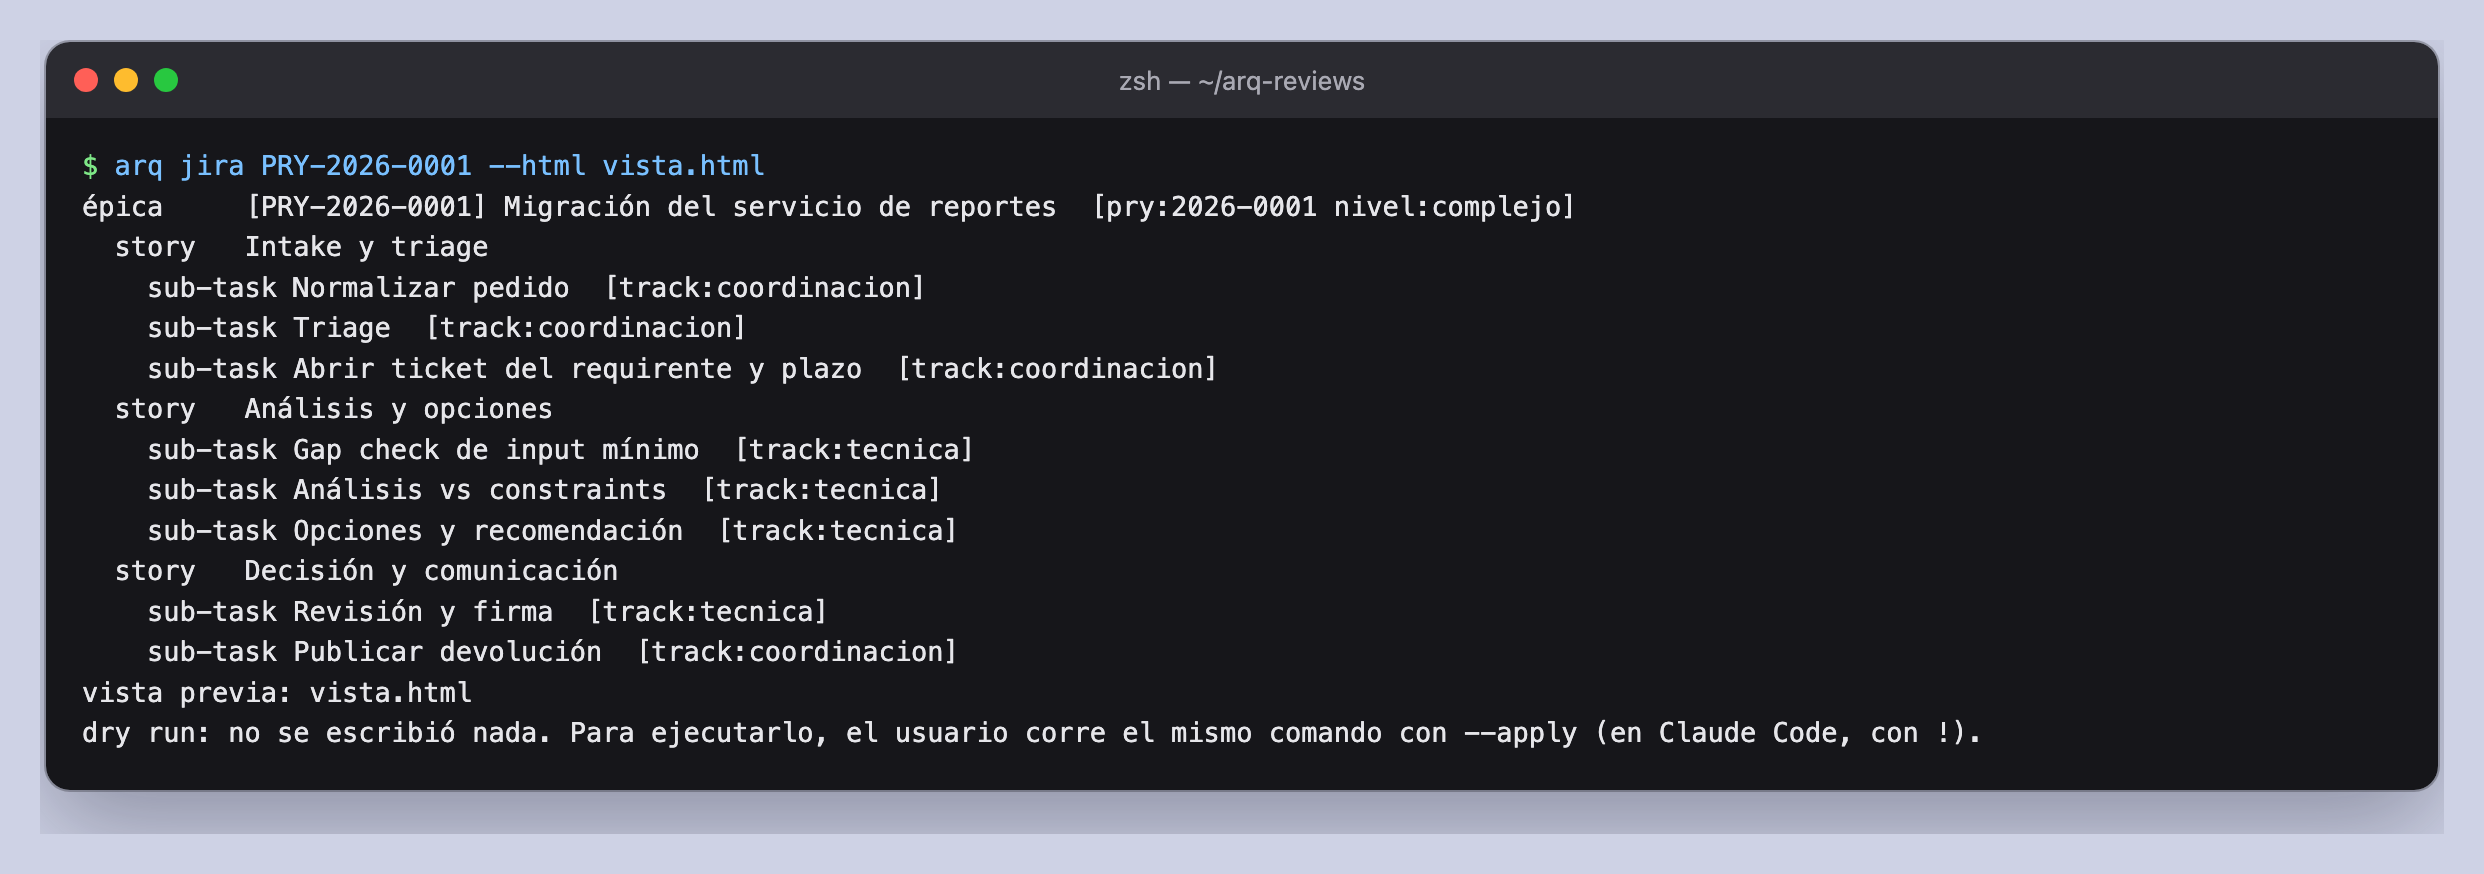 zsh — ~/arq-reviews
$ arq jira PRY-2026-0001 --html vista.html
épica     [PRY-2026-0001] Migración del servicio de reportes  [pry:2026-0001 nivel:complejo]
  story   Intake y triage
    sub-task Normalizar pedido  [track:coordinacion]
    sub-task Triage  [track:coordinacion]
    sub-task Abrir ticket del requirente y plazo  [track:coordinacion]
  story   Análisis y opciones
    sub-task Gap check de input mínimo  [track:tecnica]
    sub-task Análisis vs constraints  [track:tecnica]
    sub-task Opciones y recomendación  [track:tecnica]
  story   Decisión y comunicación
    sub-task Revisión y firma  [track:tecnica]
    sub-task Publicar devolución  [track:coordinacion]
vista previa: vista.html
dry run: no se escribió nada. Para ejecutarlo, el usuario corre el mismo comando con --apply (en Claude Code, con !).